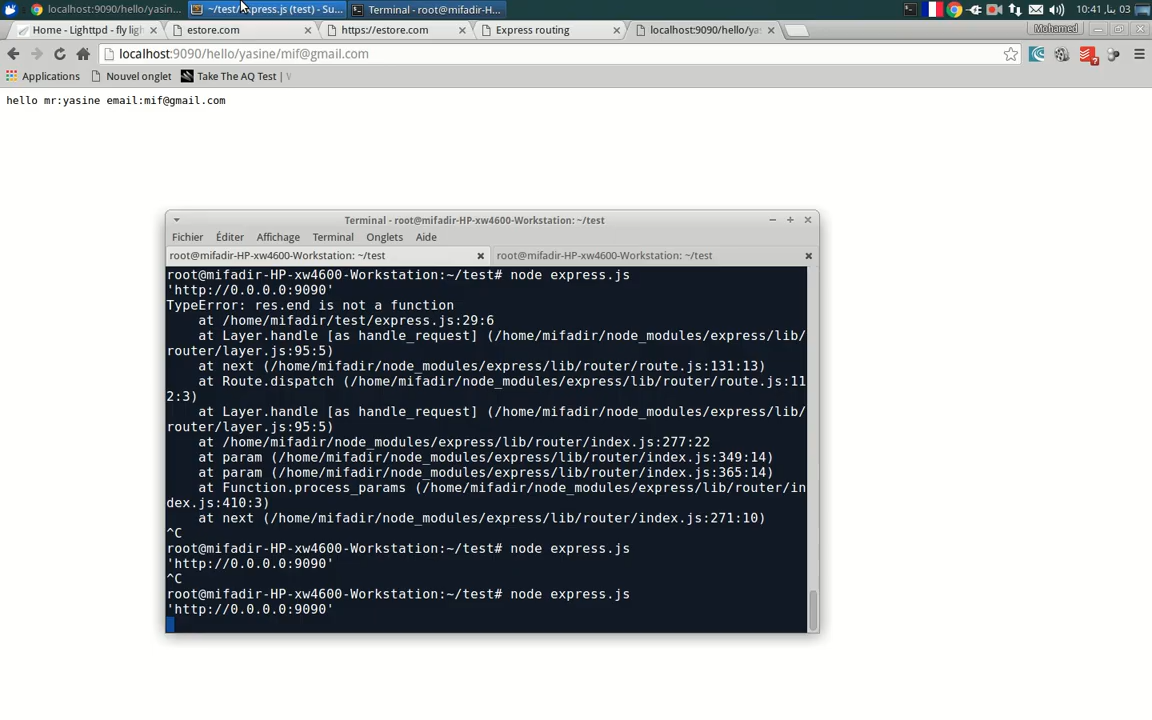 localhost:9090/hello/yasin...
~/test/express.js (test) - Su...
Terminal - root@mifadir-H...
10:41
Home - Lighttpd - fly ligh
estore.com
https://estore.com
Express routing
localhost:9090/hello/ya
Mohamed
localhost:9090/hello/yasine/mif@gmail.com
Applications
Nouvel onglet
Take The AQ Test |
hello mr:yasine email:mif@gmail.com
Terminal - root@mifadir-HP-xw4600-Workstation: ~/test
Fichier Éditer Affichage Terminal Onglets Aide
root@mifadir-HP-xw4600-Workstation: ~/test
root@mifadir-HP-xw4600-Workstation: ~/test
root@mifadir-HP-xw4600-Workstation:~/test# node express.js
'http://0.0.0.0:9090'
TypeError: res.end is not a function
at /home/mifadir/test/express.js:29:6
at Layer.handle [as handle_request] (/home/mifadir/node_modules/express/lib/
router/layer.js:95:5)
at next (/home/mifadir/node_modules/express/lib/router/route.js:131:13)
at Route.dispatch (/home/mifadir/node_modules/express/lib/router/route.js:11
2:3)
at Layer.handle [as handle_request] (/home/mifadir/node_modules/express/lib/
router/layer.js:95:5)
at /home/mifadir/node_modules/express/lib/router/index.js:277:22
at param (/home/mifadir/node_modules/express/lib/router/index.js:349:14)
at param (/home/mifadir/node_modules/express/lib/router/index.js:365:14)
at Function.process_params (/home/mifadir/node_modules/express/lib/router/in
dex.js:410:3)
at next (/home/mifadir/node_modules/express/lib/router/index.js:271:10)
^C
root@mifadir-HP-xw4600-Workstation:~/test# node express.js
'http://0.0.0.0:9090'
^C
root@mifadir-HP-xw4600-Workstation:~/test# node express.js
'http://0.0.0.0:9090'